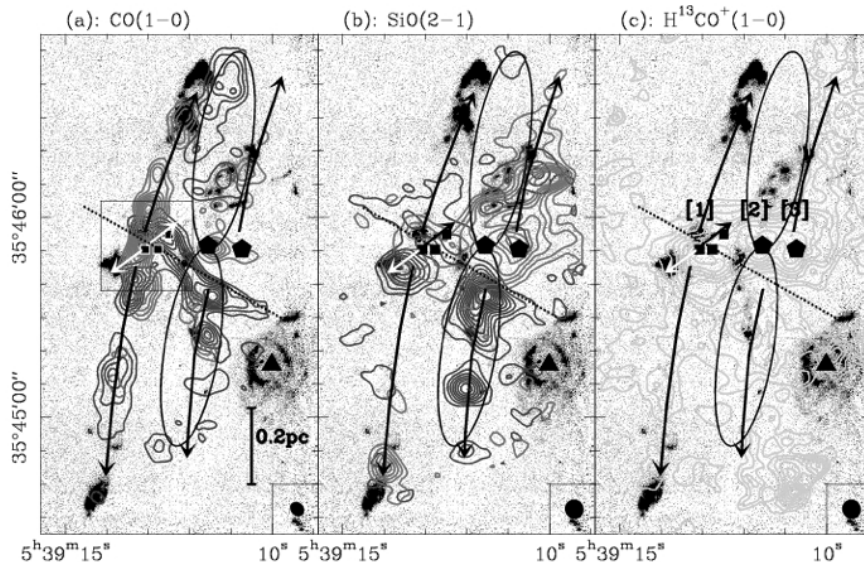 (a): CO(1−0)
(b): SiO(2−1)
(c): H¹³CO⁺(1−0)
35°46'00"
[1]
[2]
[3]
35°45'00"
0.2pc
5ʰ39ᵐ15ˢ
10ˢ
5ʰ39ᵐ15ˢ
10ˢ
5ʰ39ᵐ15ˢ
10ˢ